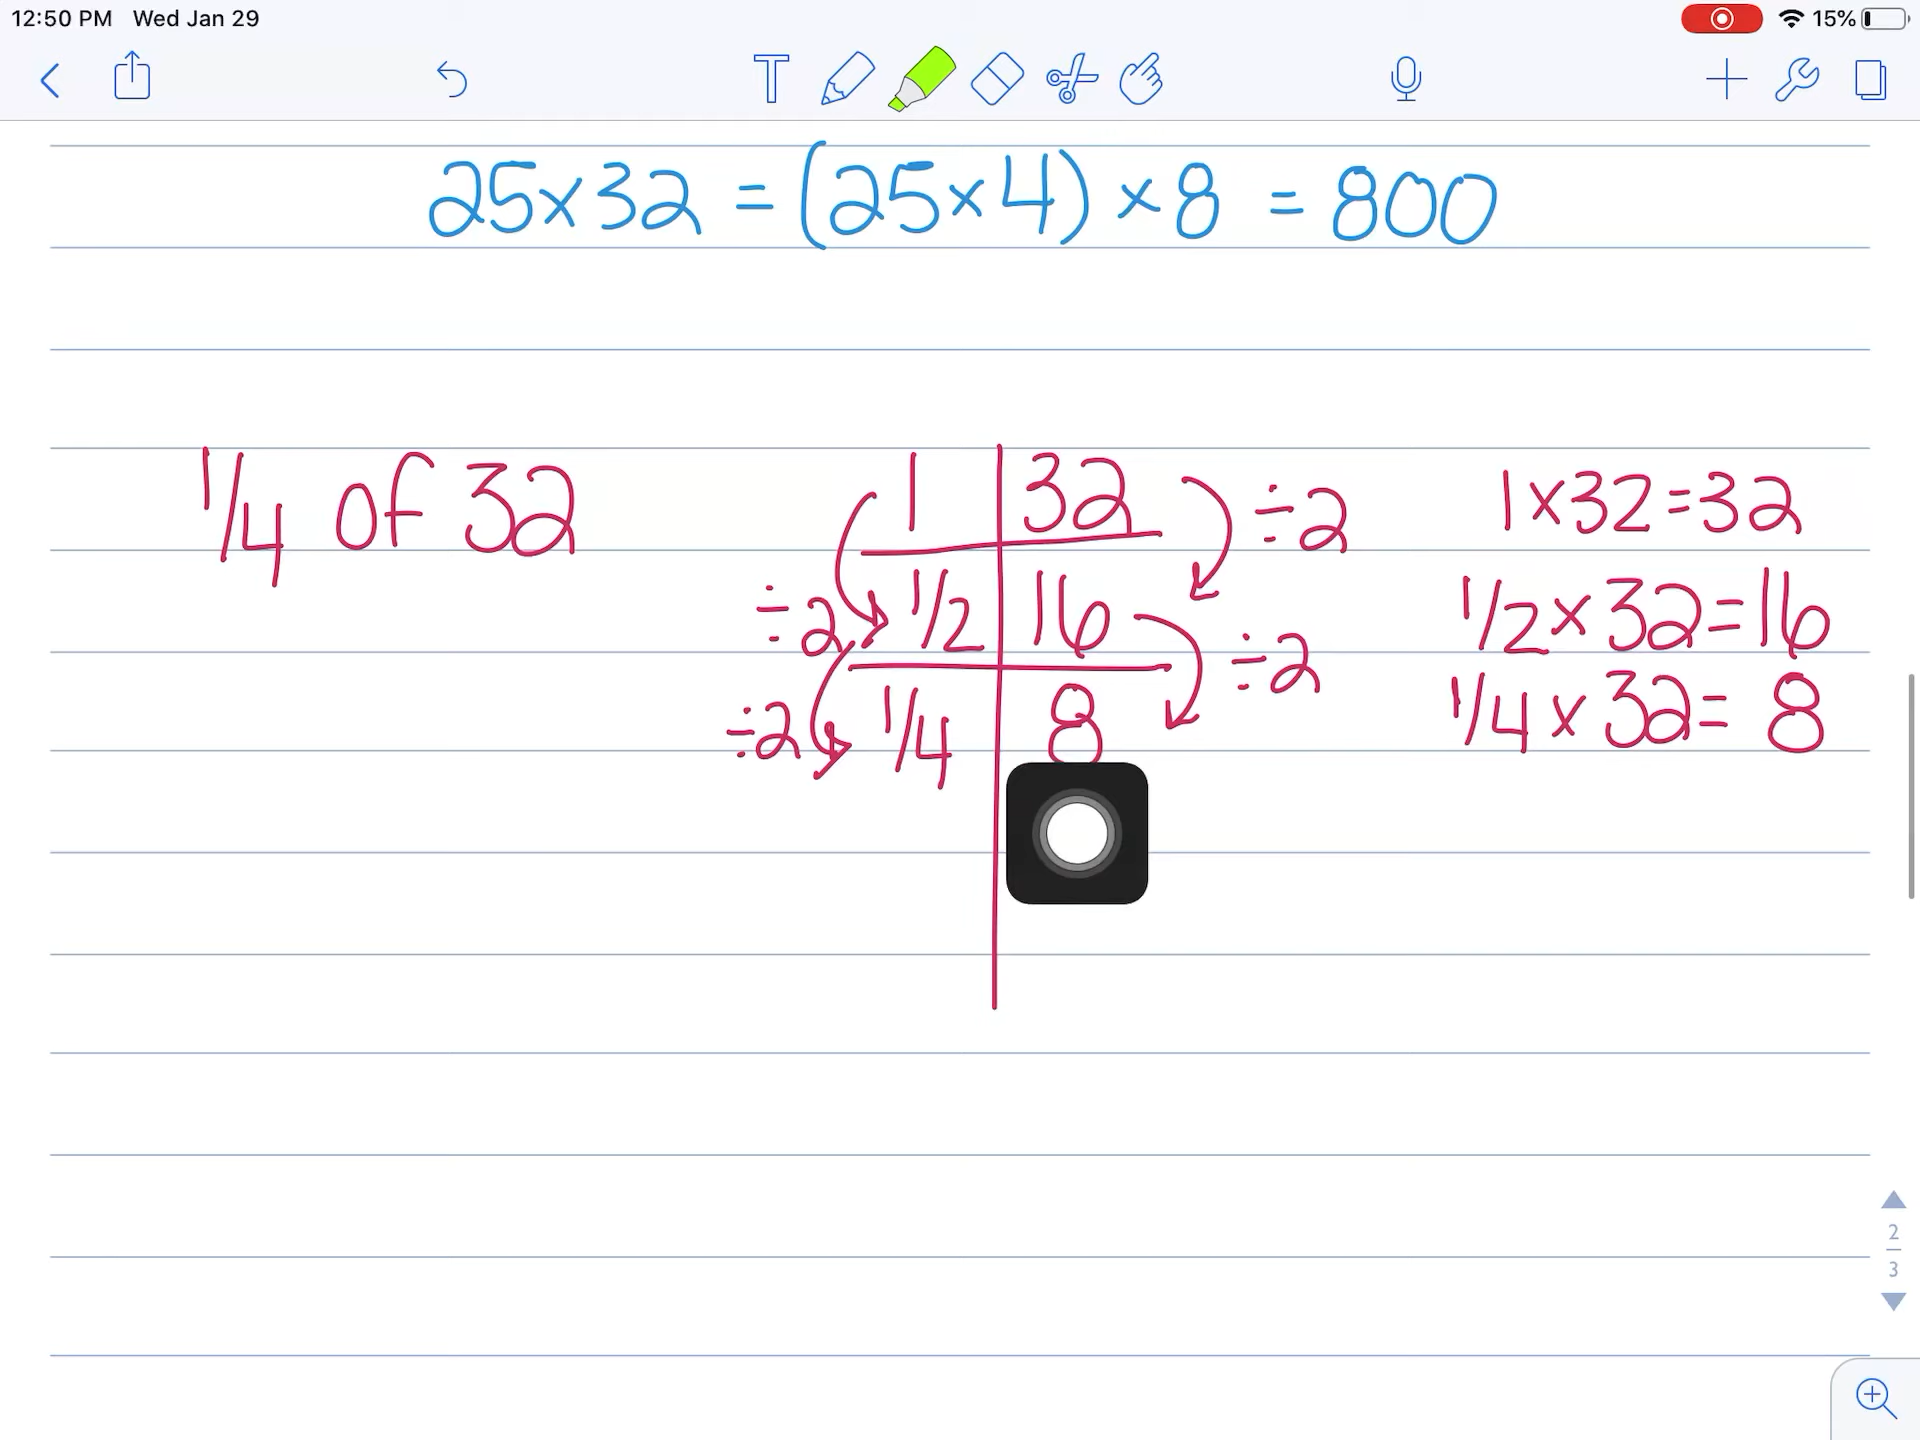 12:50 PM Wed Jan 29 15%
T
25×32 = (25×4) ×8 = 800
1/4 of 32
1 32 ÷2 1×32=32
÷2 1/2 16 ÷2 1/2×32=16
÷2 1/4 8 1/4×32= 8
2
3